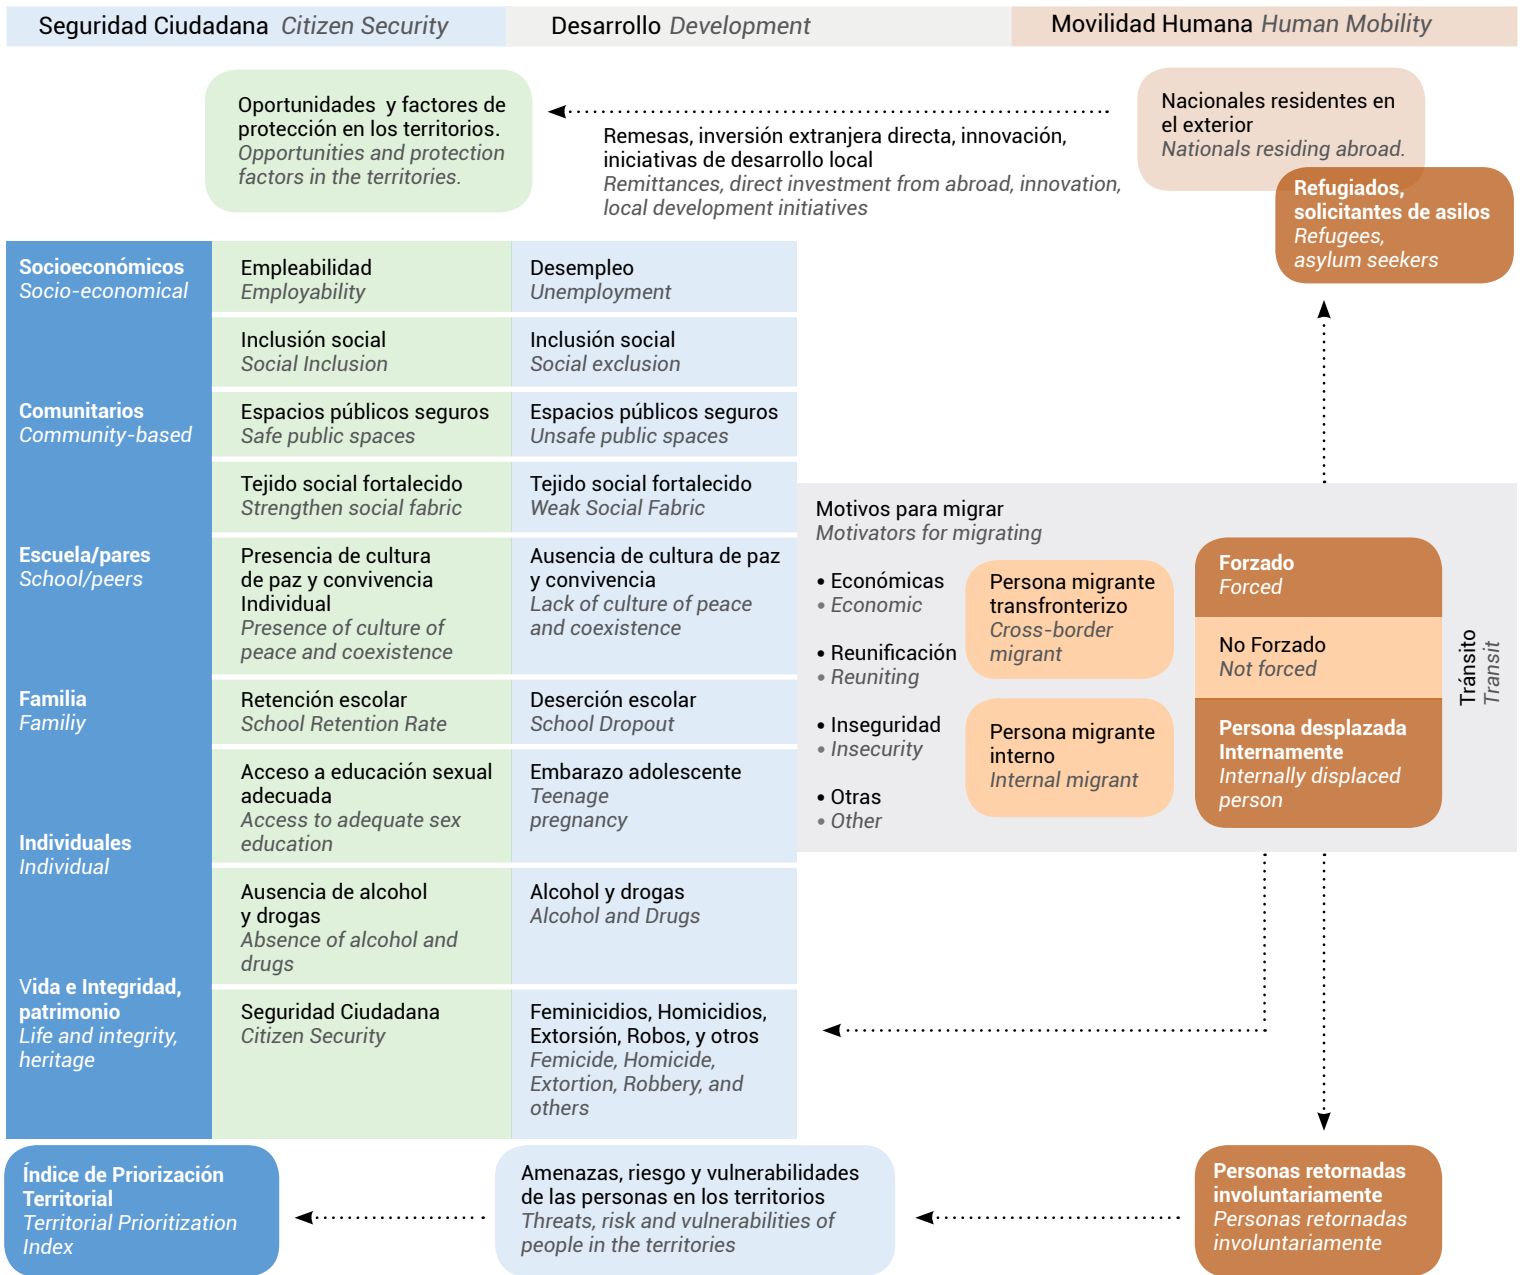 Seguridad Ciudadana Citizen Security
Desarrollo Development
Movilidad Humana Human Mobility
Oportunidades y factores de
protección en los territorios.
Opportunities and protection
factors in the territories.
Remesas, inversión extranjera directa, innovación,
iniciativas de desarrollo local
Remittances, direct investment from abroad, innovation,
local development initiatives
Nacionales residentes en
el exterior
Nationals residing abroad.
Refugiados,
solicitantes de asilos
Refugees,
asylum seekers
Socioeconómicos
Socio-economical
Empleabilidad
Employability
Desempleo
Unemployment
Inclusión social
Social Inclusion
Inclusión social
Social exclusion
Comunitarios
Community-based
Espacios públicos seguros
Safe public spaces
Espacios públicos seguros
Unsafe public spaces
Tejido social fortalecido
Strengthen social fabric
Tejido social fortalecido
Weak Social Fabric
Escuela/pares
School/peers
Presencia de cultura
de paz y convivencia
Individual
Presence of culture of
peace and coexistence
Ausencia de cultura de paz
y convivencia
Lack of culture of peace
and coexistence
Familia
Familiy
Retención escolar
School Retention Rate
Deserción escolar
School Dropout
Acceso a educación sexual
adecuada
Access to adequate sex
education
Embarazo adolescente
Teenage
pregnancy
Individuales
Individual
Ausencia de alcohol
y drogas
Absence of alcohol and
drugs
Alcohol y drogas
Alcohol and Drugs
Vida e Integridad,
patrimonio
Life and integrity,
heritage
Seguridad Ciudadana
Citizen Security
Feminicidios, Homicidios,
Extorsión, Robos, y otros
Femicide, Homicide,
Extortion, Robbery, and
others
Motivos para migrar
Motivators for migrating
• Económicas
• Economic
• Reunificación
• Reuniting
• Inseguridad
• Insecurity
• Otras
• Other
Persona migrante
transfronterizo
Cross-border
migrant
Persona migrante
interno
Internal migrant
Forzado
Forced
No Forzado
Not forced
Persona desplazada
Internamente
Internally displaced
person
Tránsito
Transit
Índice de Priorización
Territorial
Territorial Prioritization
Index
Amenazas, riesgo y vulnerabilidades
de las personas en los territorios
Threats, risk and vulnerabilities of
people in the territories
Personas retornadas
involuntariamente
Personas retornadas
involuntariamente